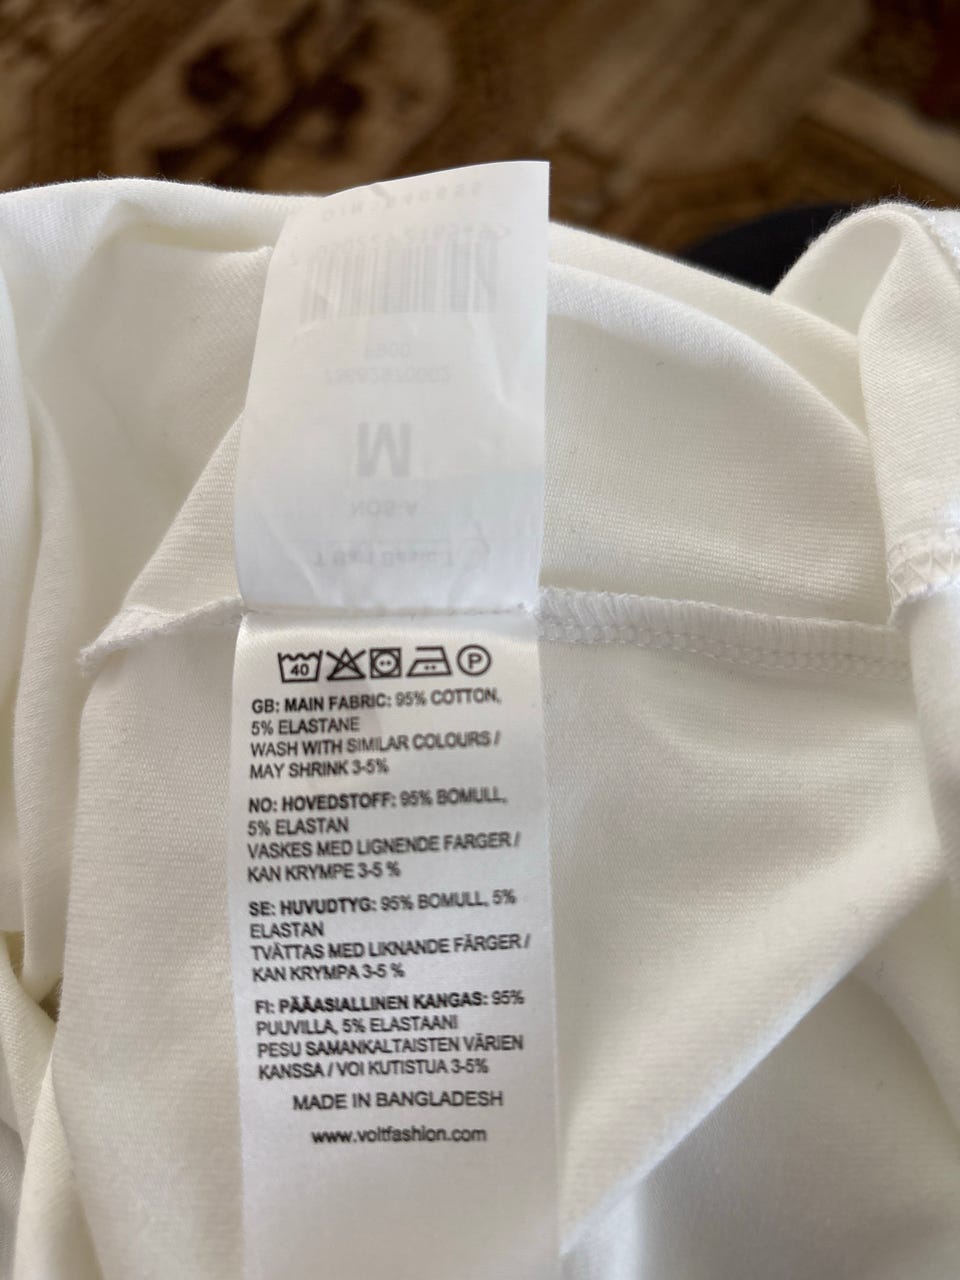 M
NOS-A
40
P
GB: MAIN FABRIC: 95% COTTON,
5% ELASTANE
WASH WITH SIMILAR COLOURS /
MAY SHRINK 3-5%
NO: HOVEDSTOFF: 95% BOMULL,
5% ELASTAN
VASKES MED LIGNENDE FARGER /
KAN KRYMPE 3-5 %
SE: HUVUDTYG: 95% BOMULL, 5%
ELASTAN
TVÄTTAS MED LIKNANDE FÄRGER /
KAN KRYMPA 3-5 %
FI: PÄÄASIALLINEN KANGAS: 95%
PUUVILLA, 5% ELASTAANI
PESU SAMANKALTAISTEN VÄRIEN
KANSSA / VOI KUTISTUA 3-5%
MADE IN BANGLADESH
www.voltfashion.com